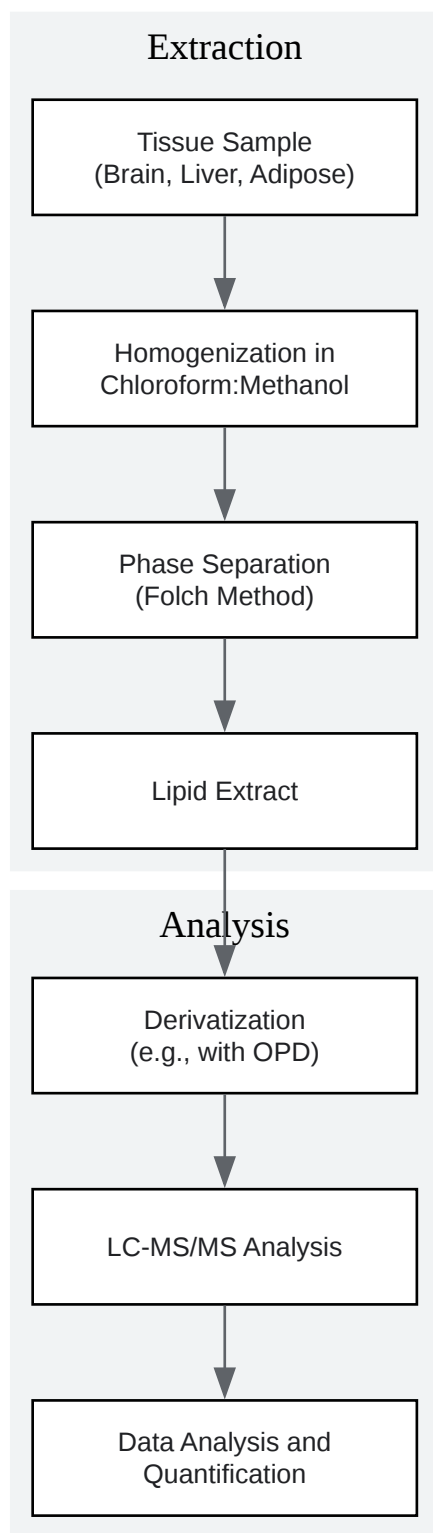 Extraction
Tissue Sample
(Brain, Liver, Adipose)
Homogenization in
Chloroform:Methanol
Phase Separation
(Folch Method)
Lipid Extract
Analysis
Derivatization
(e.g., with OPD)
LC-MS/MS Analysis
Data Analysis and
Quantification